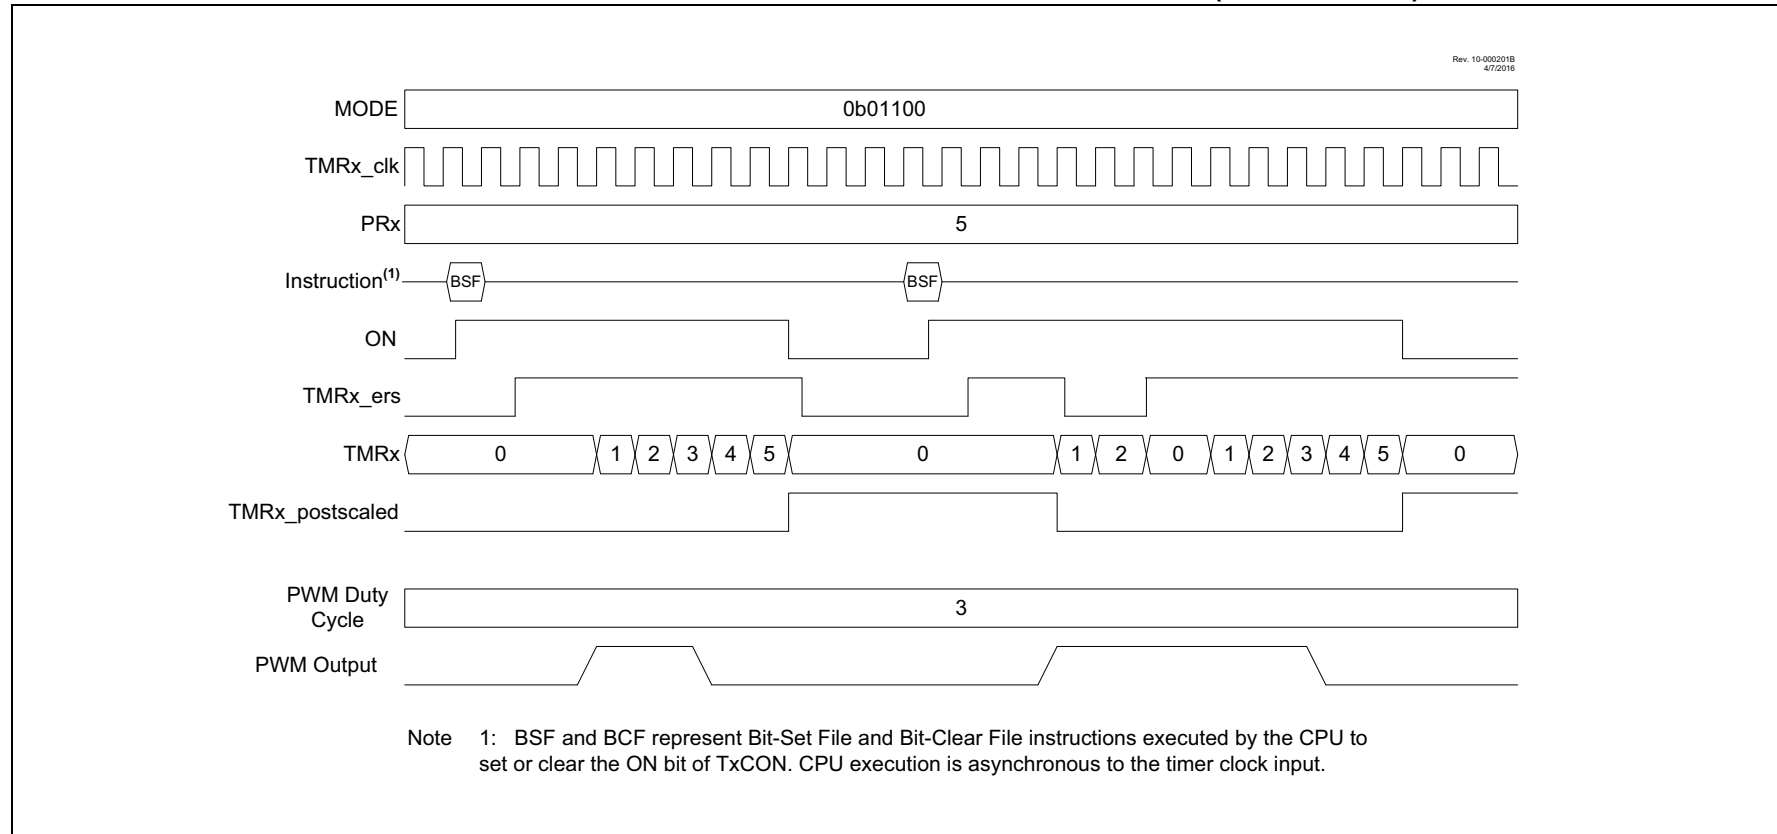 Rev. 10-000201B
4/7/2016
MODE 0b01100
TMRx_clk
PRx 5
Instruction(1) BSF BSF
ON
TMRx_ers
TMRx 0 1 2 3 4 5 0 1 2 0 1 2 3 4 5 0
TMRx_postscaled
PWM Duty
Cycle 3
PWM Output
Note 1: BSF and BCF represent Bit-Set File and Bit-Clear File instructions executed by the CPU to
set or clear the ON bit of TxCON. CPU execution is asynchronous to the timer clock input.